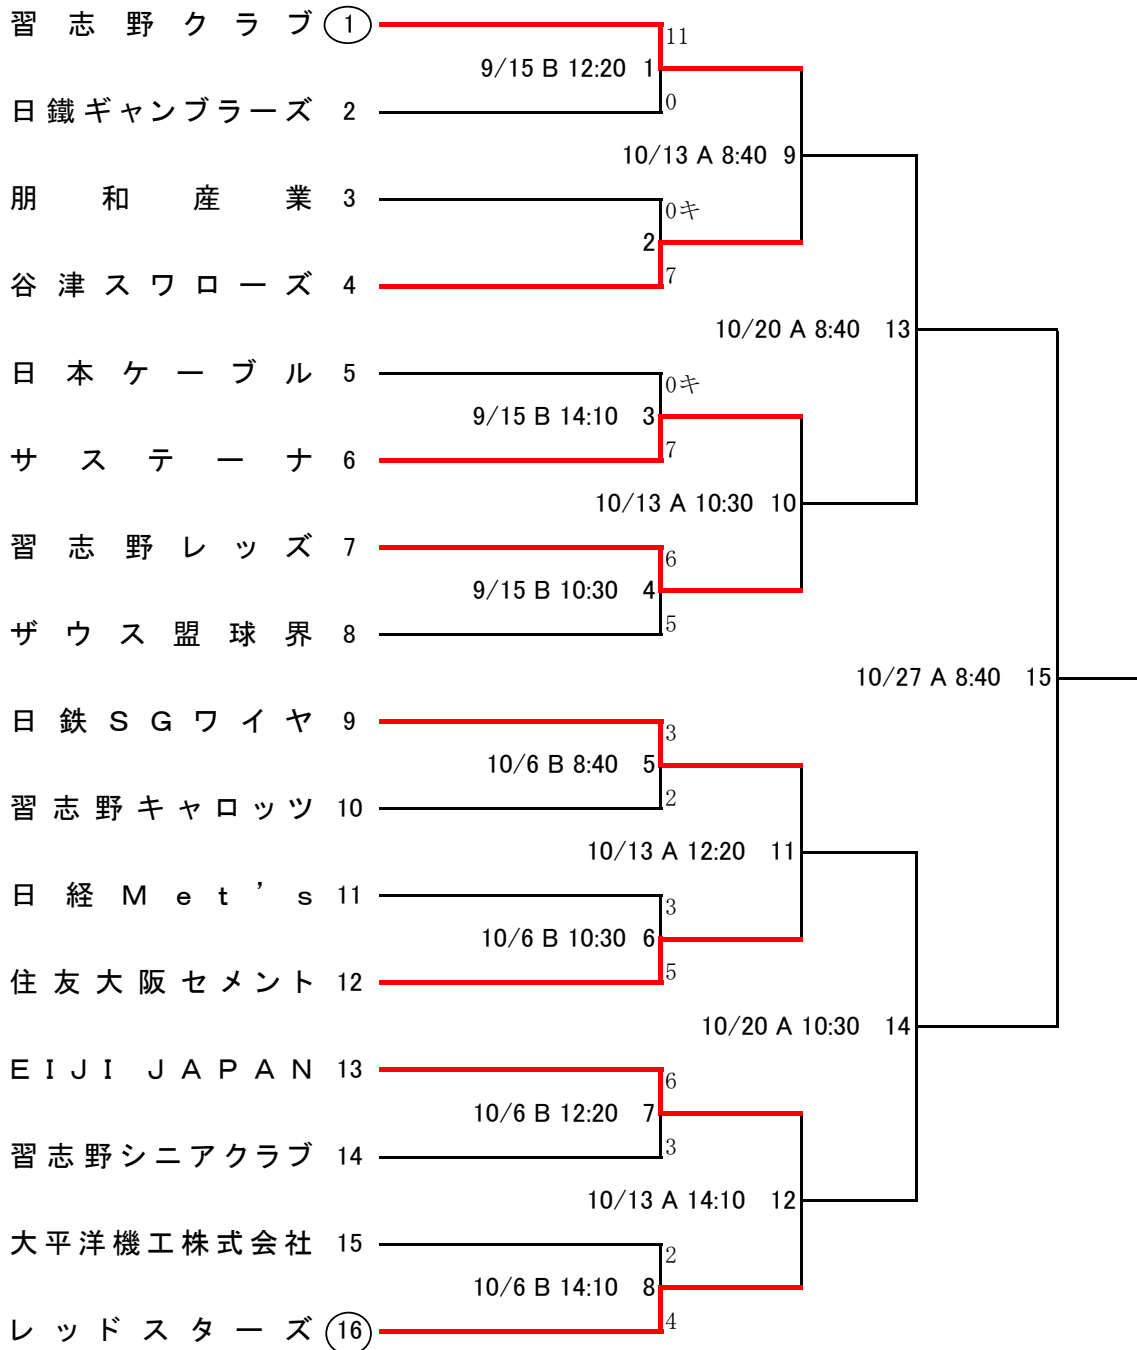 習志野クラブ 1
11
9/15 B 12:20 1
0
日鐵ギャンブラーズ 2
10/13 A 8:40 9
朋和産業 3
0キ
2
7
谷津スワローズ 4
10/20 A 8:40 13
日本ケーブル 5
0キ
9/15 B 14:10 3
7
サステーナ 6
10/13 A 10:30 10
習志野レッズ 7
6
9/15 B 10:30 4
5
ザウス盟球界 8
10/27 A 8:40 15
日鉄SGワイヤ 9
3
10/6 B 8:40 5
2
習志野キャロッツ 10
10/13 A 12:20 11
日経Met's 11
3
10/6 B 10:30 6
5
住友大阪セメント 12
10/20 A 10:30 14
EIJI JAPAN 13
6
10/6 B 12:20 7
3
習志野シニアクラブ 14
10/13 A 14:10 12
大平洋機工株式会社 15
2
10/6 B 14:10 8
4
レッドスターズ 16